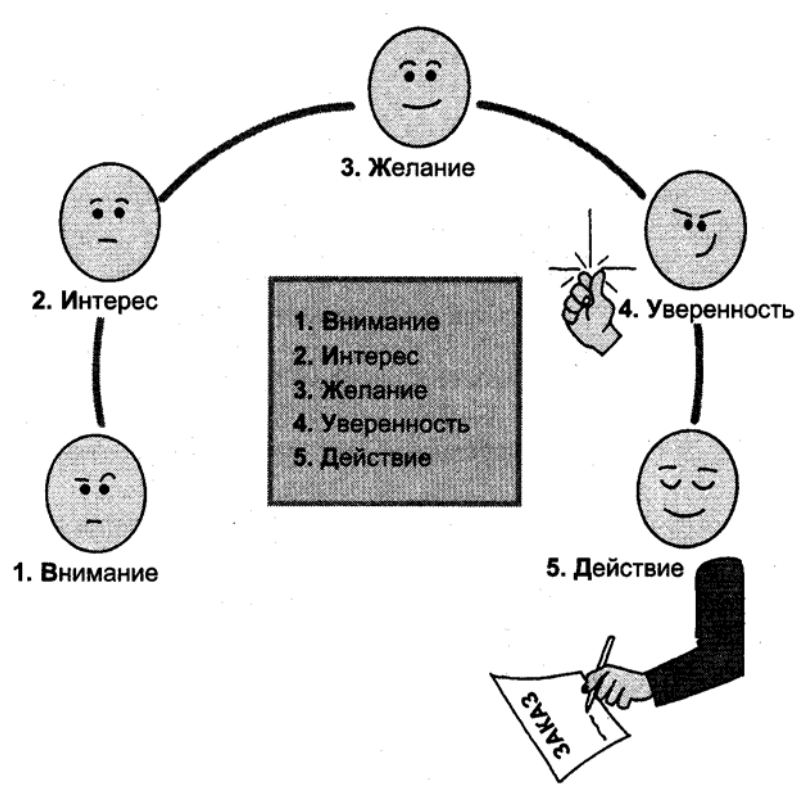 3. Желание
2. Интерес
4. Уверенность
1. Внимание
2. Интерес
3. Желание
4. Уверенность
5. Действие
1. Внимание
5. Действие
ЗАКАЗ